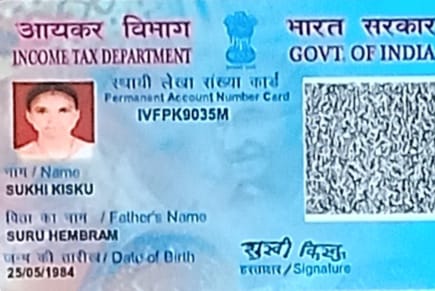 आयकर विभाग
INCOME TAX DEPARTMENT
भारत सरकार
GOVT. OF INDIA
स्थायी लेखा संख्या कार्ड
Permanent Account Number Card
IVFPK9035M
नाम / Name
SUKHI KISKU
पिता का नाम / Father's Name
SURU HEMBRAM
जन्म की तारीख / Date of Birth
25/05/1984
सुखी किस्कु
हस्ताक्षर / Signature